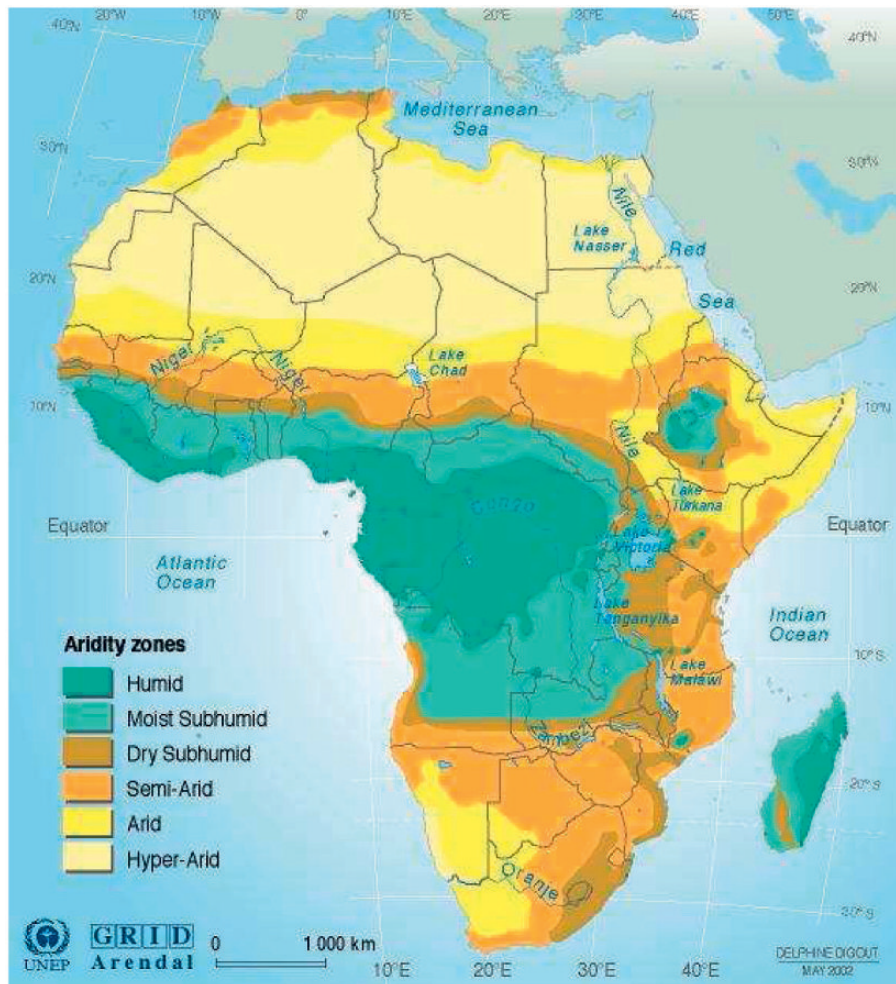 40°N
20°W
10°W
0°
10°E
20°E
30°E
40°E
50°E
40°N
Mediterranean
Sea
30°N
30°N
Nile
Lake
Nasser
Red
Sea
20°N
20°N
Niger
Niger
Lake
Chad
10°N
10°N
Nile
Lake
Turkana
Congo
Equator
Equator
Lake
Victoria
Atlantic
Ocean
Lake
Tanganyika
Indian
Ocean
Aridity zones
Humid
Moist Subhumid
Dry Subhumid
Semi-Arid
Arid
Hyper-Arid
10°S
Lake
Malawi
Zambezi
20°S
Oranje
30°S
UNEP
GRID
Arendal
0
1 000 km
10°E
20°E
30°E
40°E
DELPHINE DIGOUT
MAY 2002